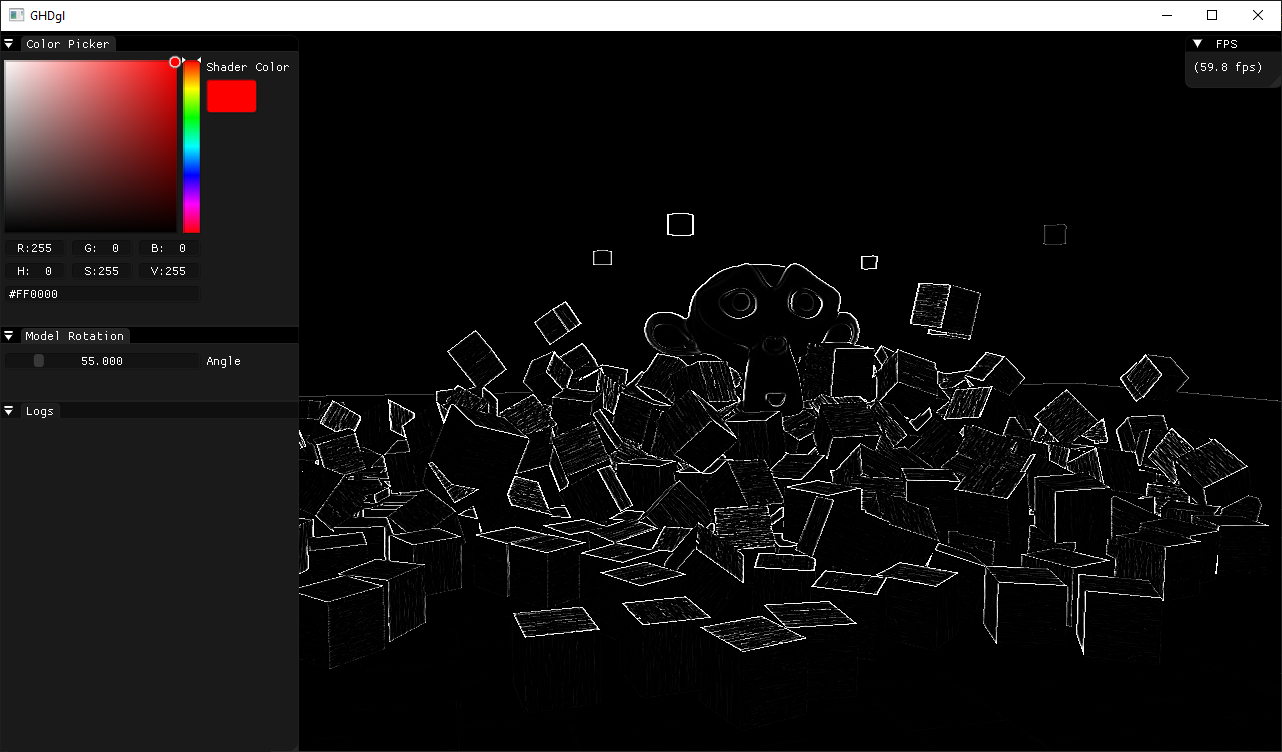 GHDgl
Color Picker
Shader Color
R:255 G: 0 B: 0
H: 0 S:255 V:255
#FF0000
Model Rotation
55.000 Angle
Logs
FPS
(59.8 fps)